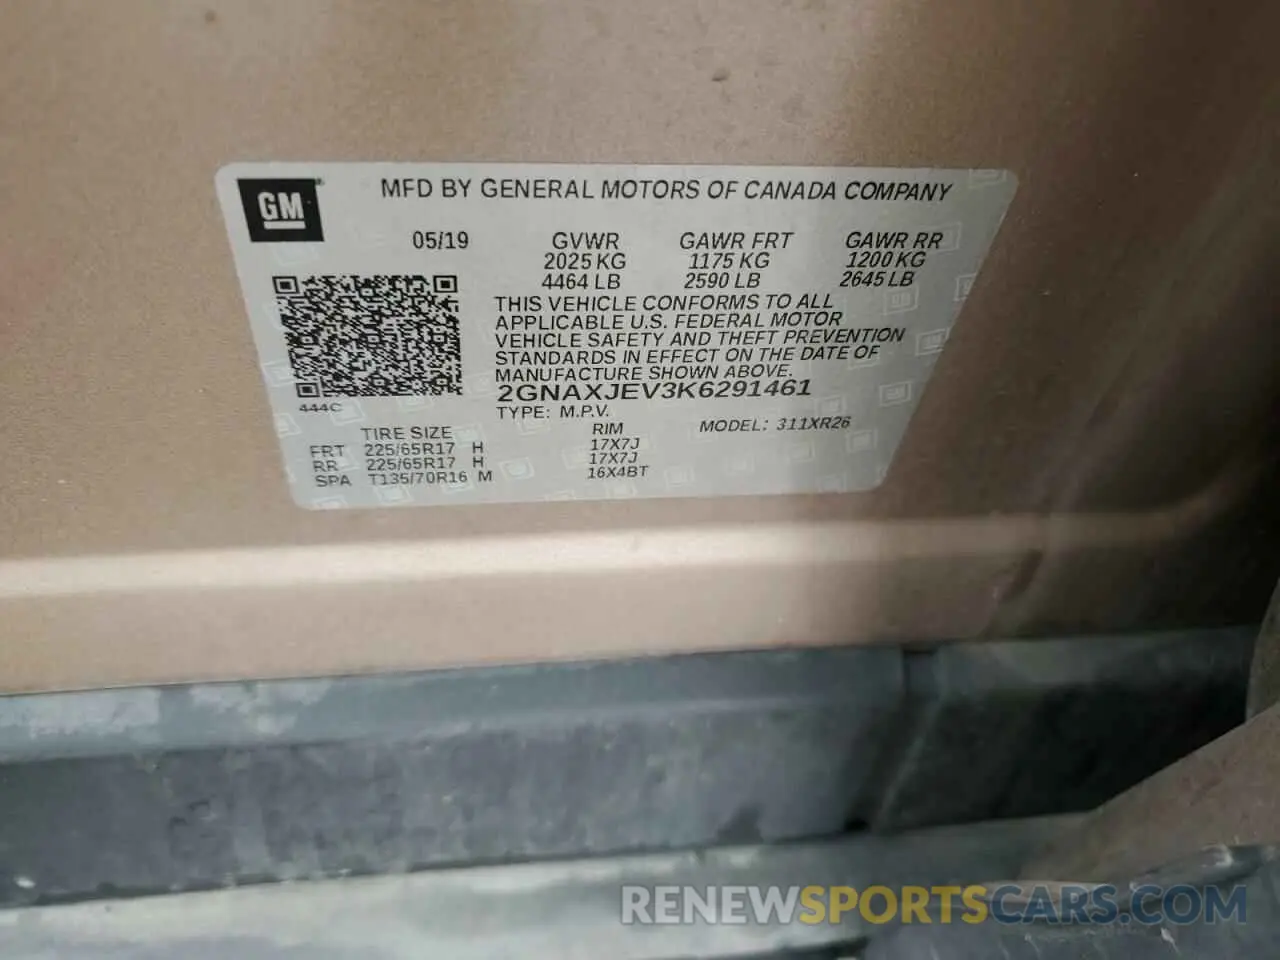 GM®
MFD BY GENERAL MOTORS OF CANADA COMPANY
05/19 GVWR GAWR FRT GAWR RR
2025 KG 1175 KG 1200 KG
4464 LB 2590 LB 2645 LB
THIS VEHICLE CONFORMS TO ALL
APPLICABLE U.S. FEDERAL MOTOR
VEHICLE SAFETY AND THEFT PREVENTION
STANDARDS IN EFFECT ON THE DATE OF
MANUFACTURE SHOWN ABOVE.
2GNAXJEV3K6291461
444C
TYPE: M.P.V. MODEL: 311XR26
TIRE SIZE RIM
FRT 225/65R17 H 17X7J
RR 225/65R17 H 17X7J
SPA T135/70R16 M 16X4BT
RENEWSPORTSCARS.COM